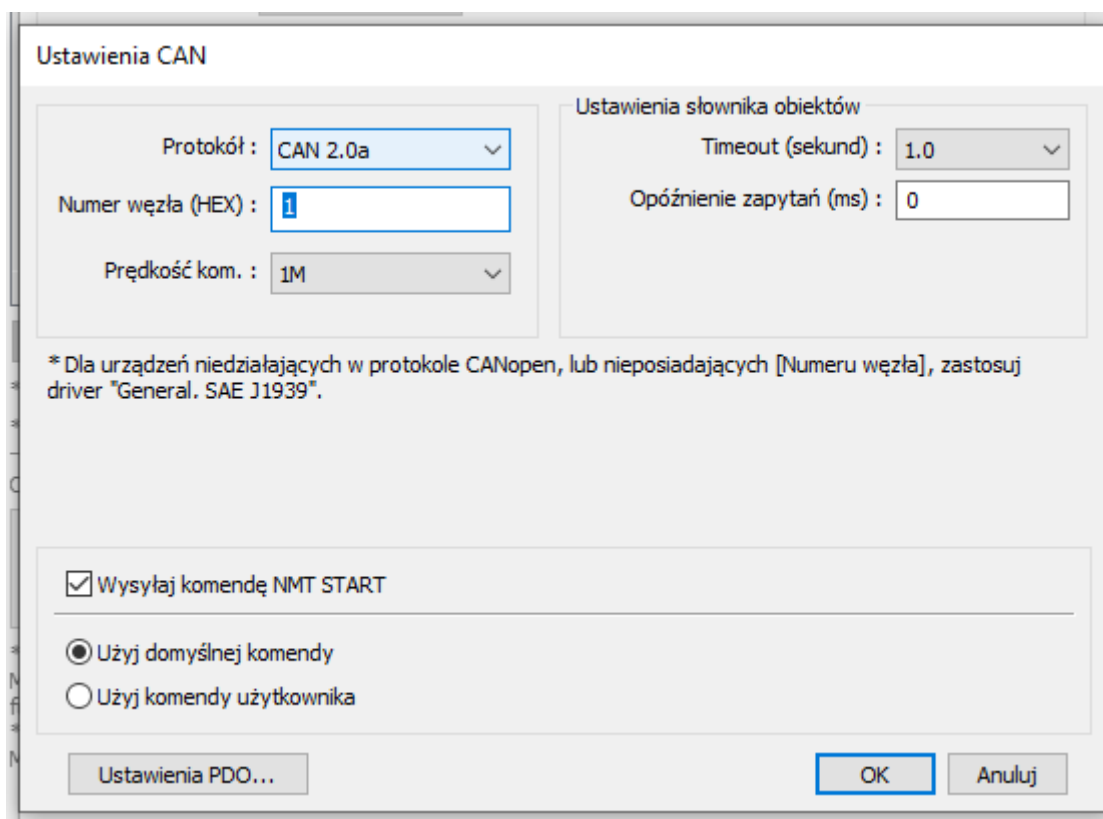 Ustawienia CAN
Protokół :
CAN 2.0a
Numer węzła (HEX) :
1
Prędkość kom. :
1M
Ustawienia słownika obiektów
Timeout (sekund) :
1.0
Opóźnienie zapytań (ms) :
0
* Dla urządzeń niedziałających w protokole CANopen, lub nieposiadających [Numeru węzła], zastosuj
driver "General. SAE J1939".
Wysyłaj komendę NMT START
Użyj domyślnej komendy
Użyj komendy użytkownika
Ustawienia PDO...
OK
Anuluj